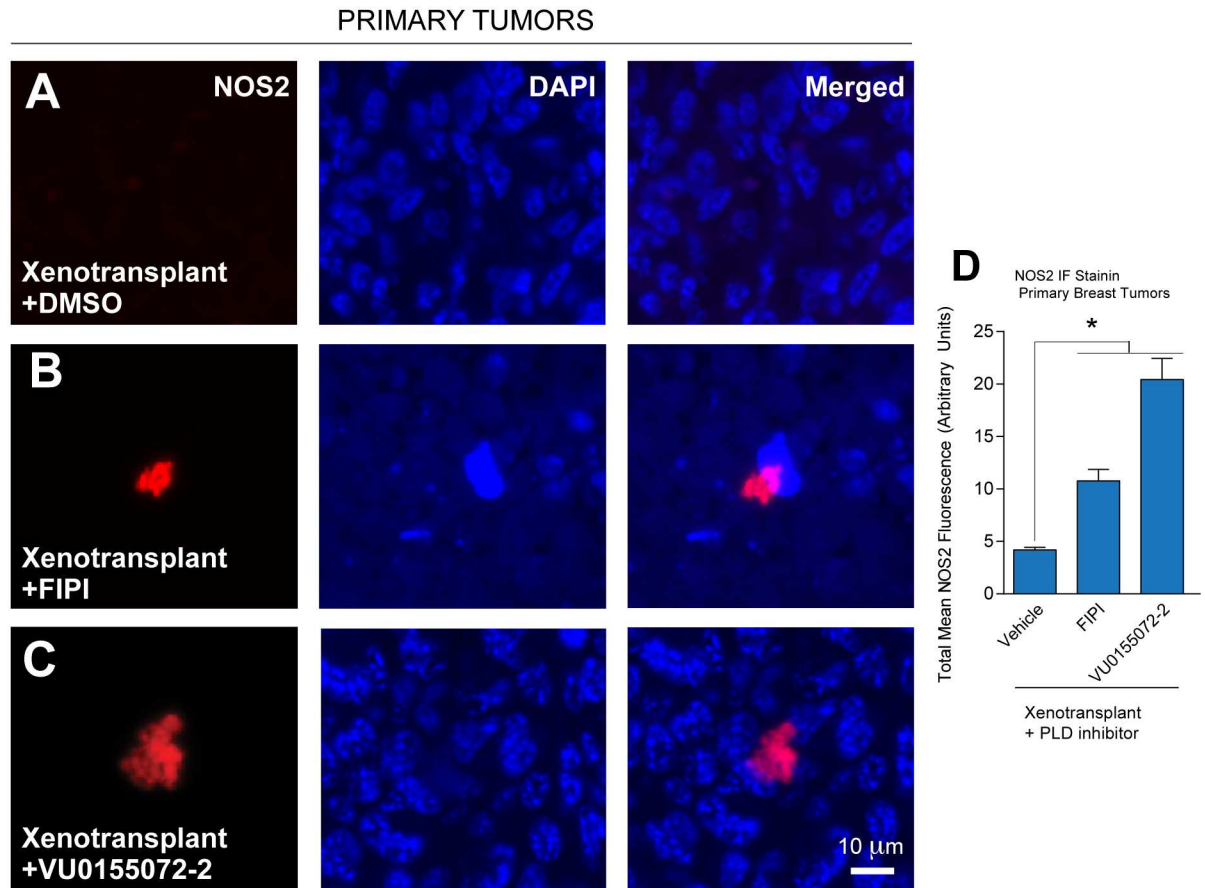 PRIMARY TUMORS
A
NOS2
DAPI
Merged
Xenotransplant
+DMSO
B
Xenotransplant
+FIPI
C
Xenotransplant
+VU0155072-2
10 μm
D
NOS2 IF Stainin
Primary Breast Tumors
Total Mean NOS2 Fluorescence (Arbitrary Units)
25
*
20
15
10
5
0
Vehicle
FIPI
VU0155072-2
Xenotransplant
+ PLD inhibitor